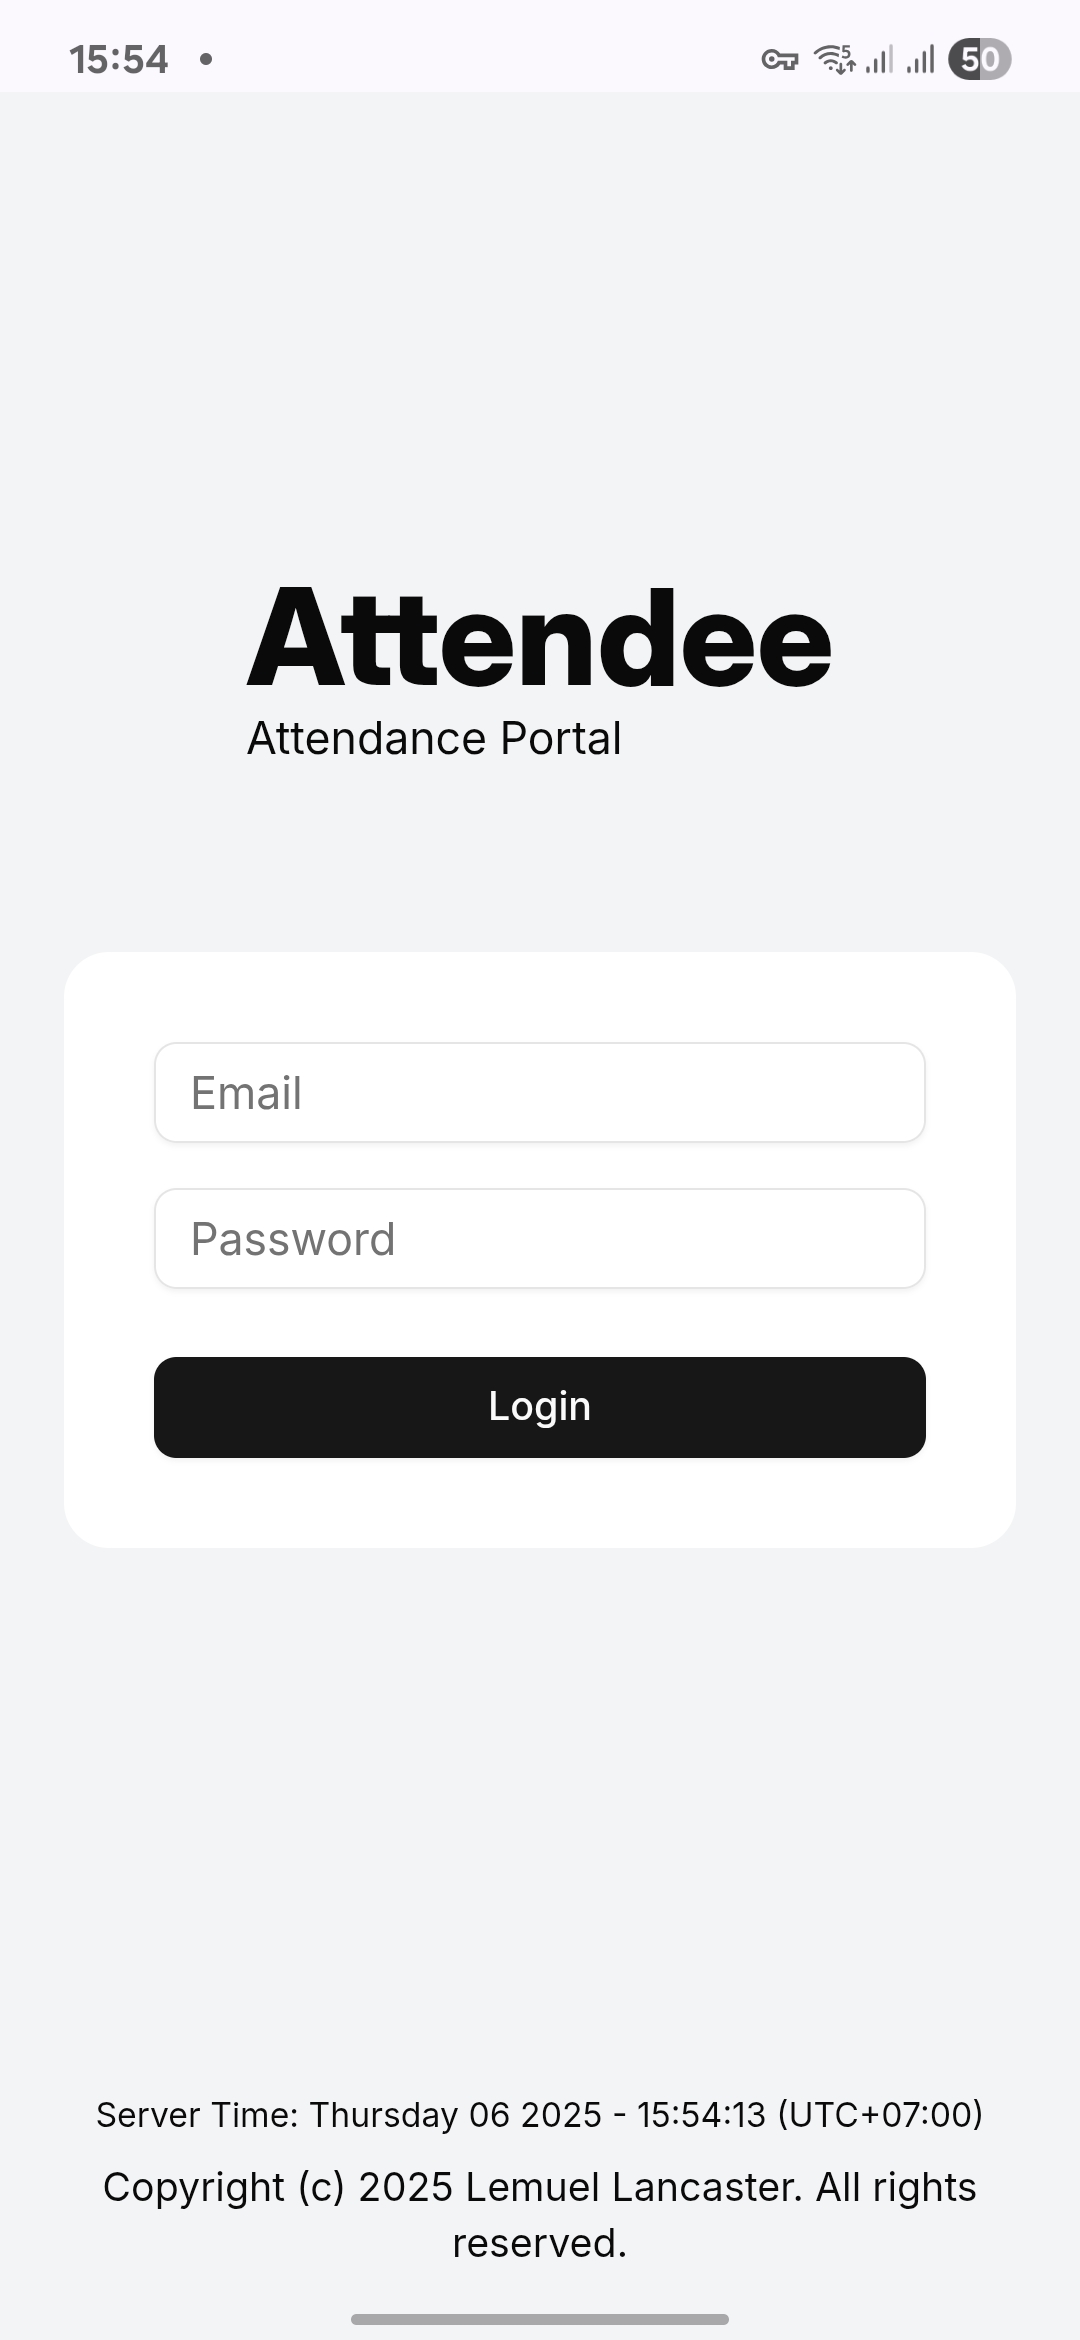 15:54
5
50
Attendee
Attendance Portal
Email
Password
Login
Server Time: Thursday 06 2025 - 15:54:13 (UTC+07:00)
Copyright (c) 2025 Lemuel Lancaster. All rights
reserved.